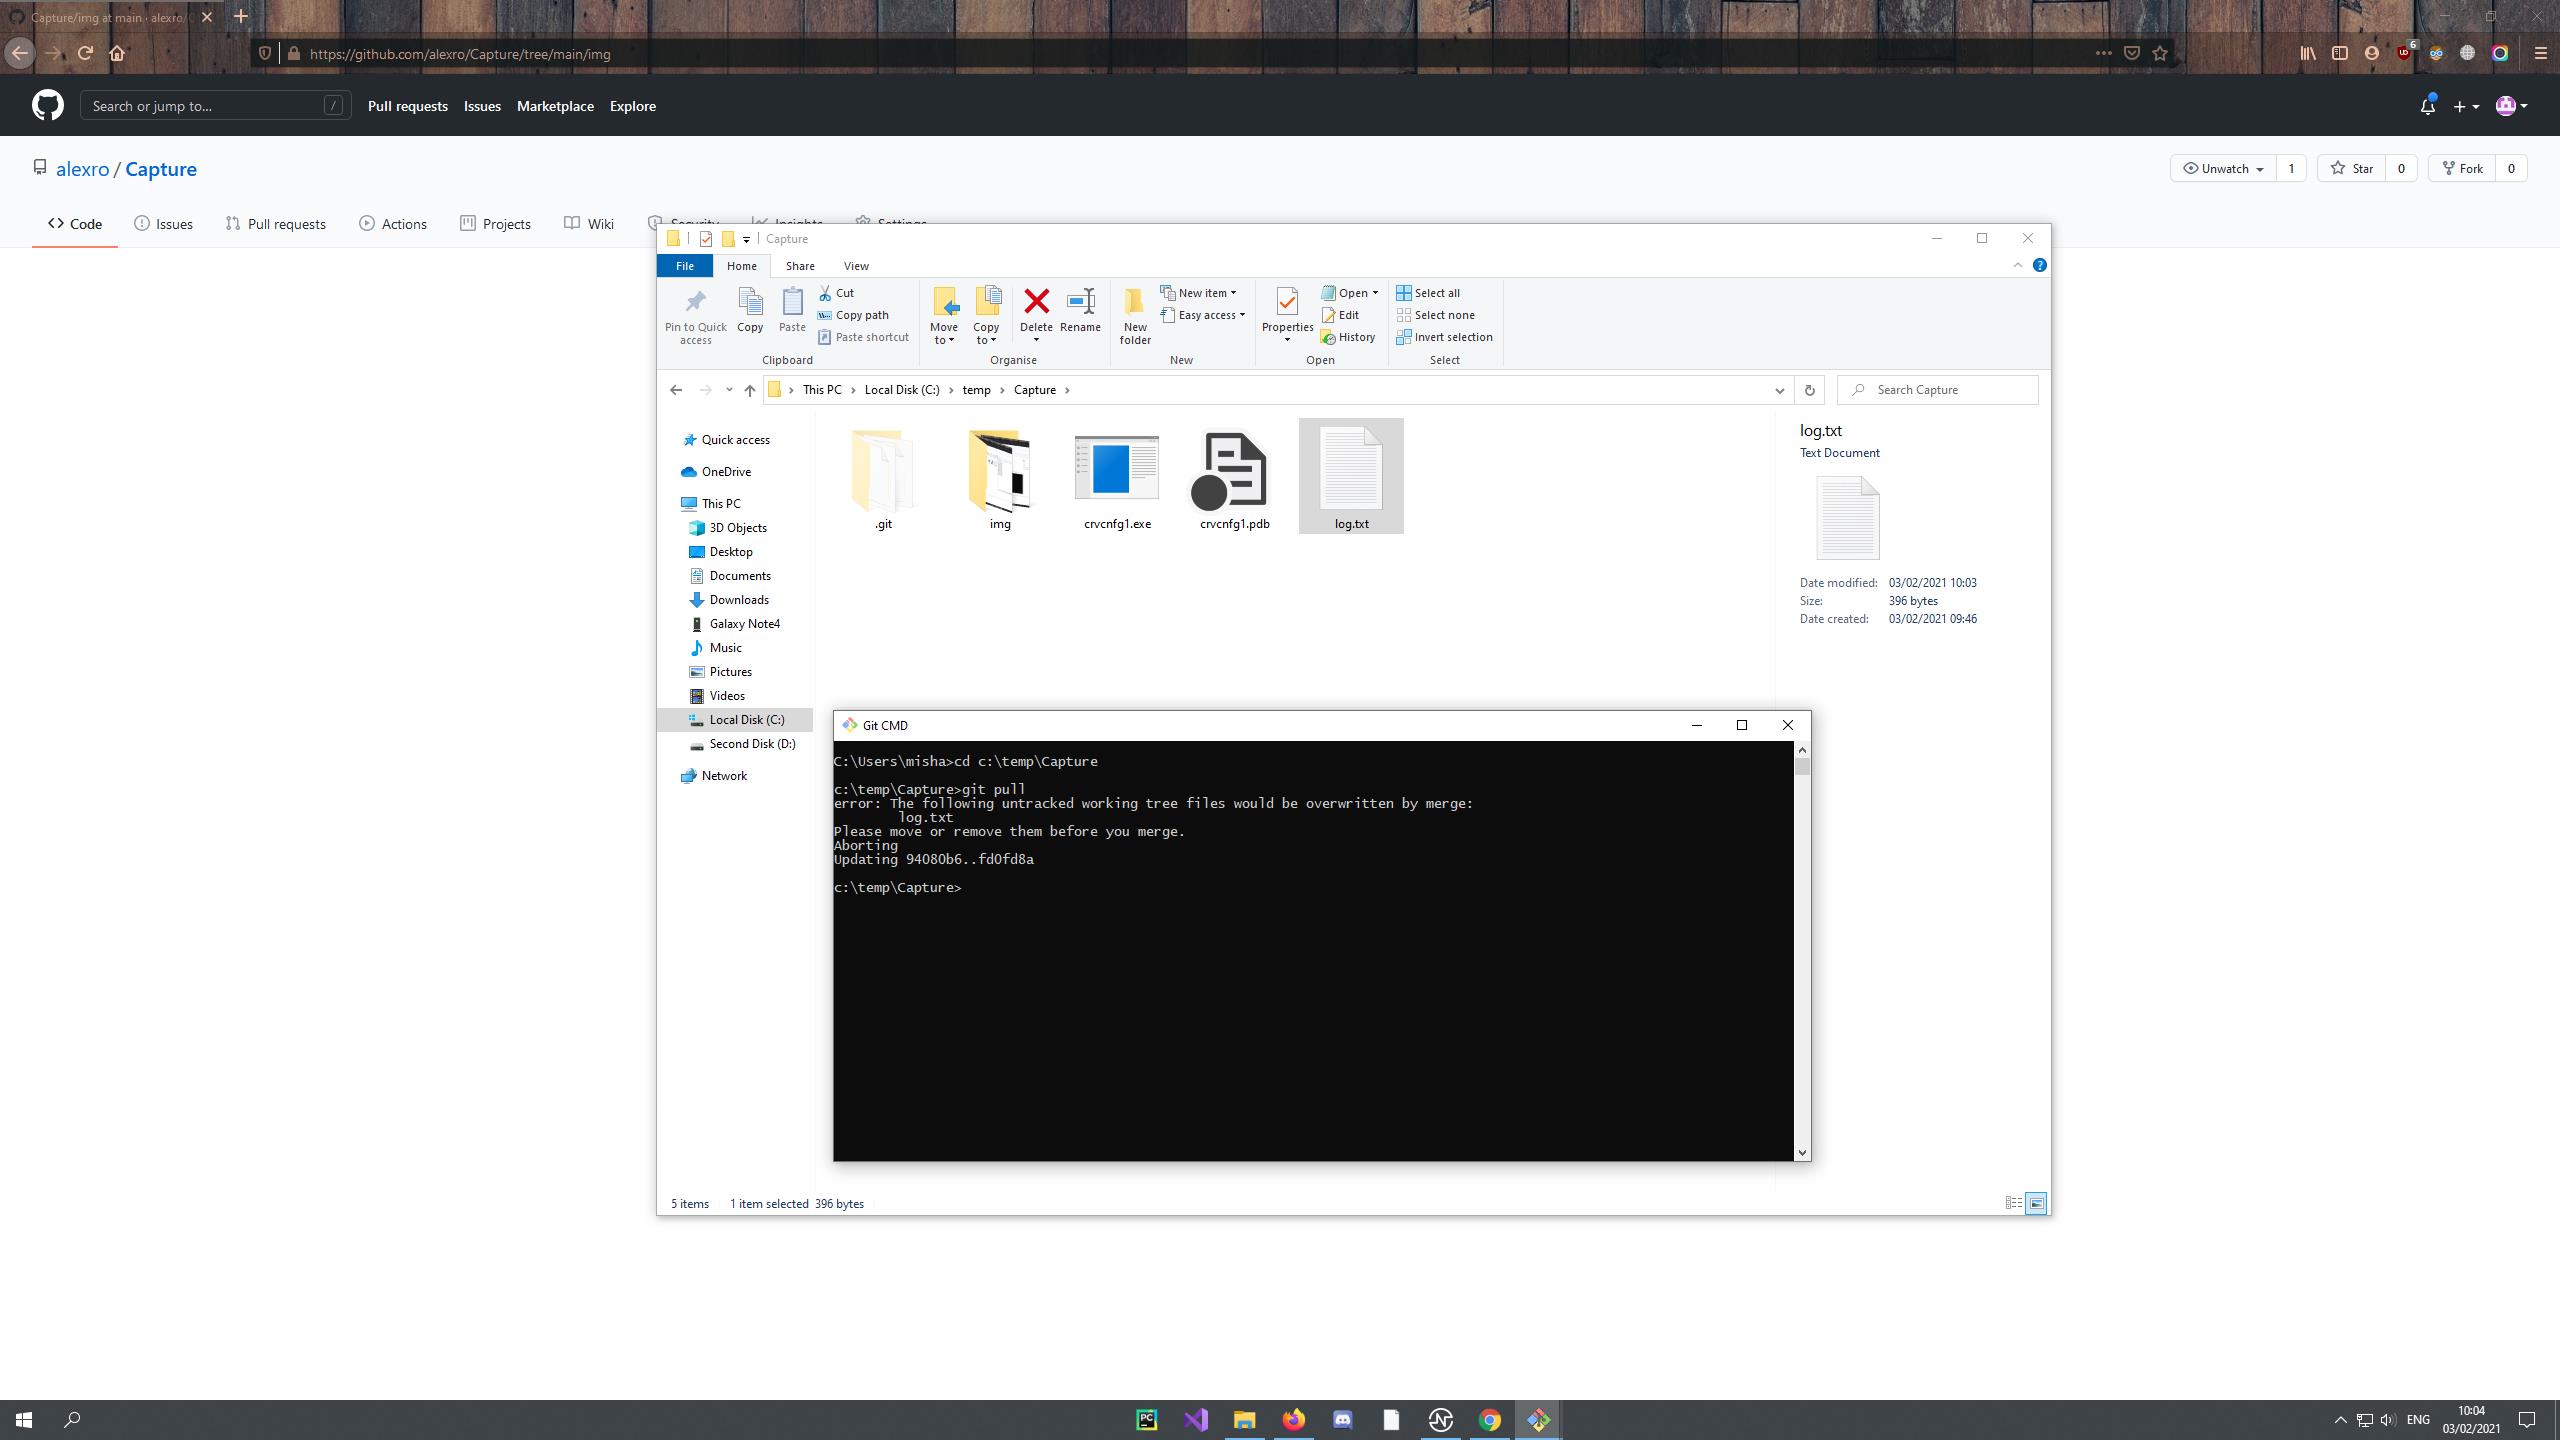 Capture/img at main · alexro/C
https://github.com/alexro/Capture/tree/main/img
6
Search or jump to...
/
Pull requests
Issues
Marketplace
Explore
alexro / Capture
Unwatch
1
Star
0
Fork
0
Code
Issues
Pull requests
Actions
Projects
Wiki
Security
Insights
Settings
Capture
File
Home
Share
View
Pin to Quick access
Copy
Paste
Cut
Copy path
Paste shortcut
Clipboard
Move to
Copy to
Delete
Rename
Organise
New folder
New item
Easy access
New
Properties
Open
Edit
History
Open
Select all
Select none
Invert selection
Select
This PC
Local Disk (C:)
temp
Capture
Search Capture
Quick access
OneDrive
This PC
3D Objects
Desktop
Documents
Downloads
Galaxy Note4
Music
Pictures
Videos
Local Disk (C:)
Second Disk (D:)
Network
.git
img
crvcnfg1.exe
crvcnfg1.pdb
log.txt
log.txt
Text Document
Date modified: 03/02/2021 10:03
Size: 396 bytes
Date created: 03/02/2021 09:46
Git CMD
C:\Users\misha>cd c:\temp\Capture
c:\temp\Capture>git pull
error: The following untracked working tree files would be overwritten by merge:
log.txt
Please move or remove them before you merge.
Aborting
Updating 94080b6..fd0fd8a
c:\temp\Capture>
5 items
1 item selected 396 bytes
PC
N
ENG
10:04
03/02/2021